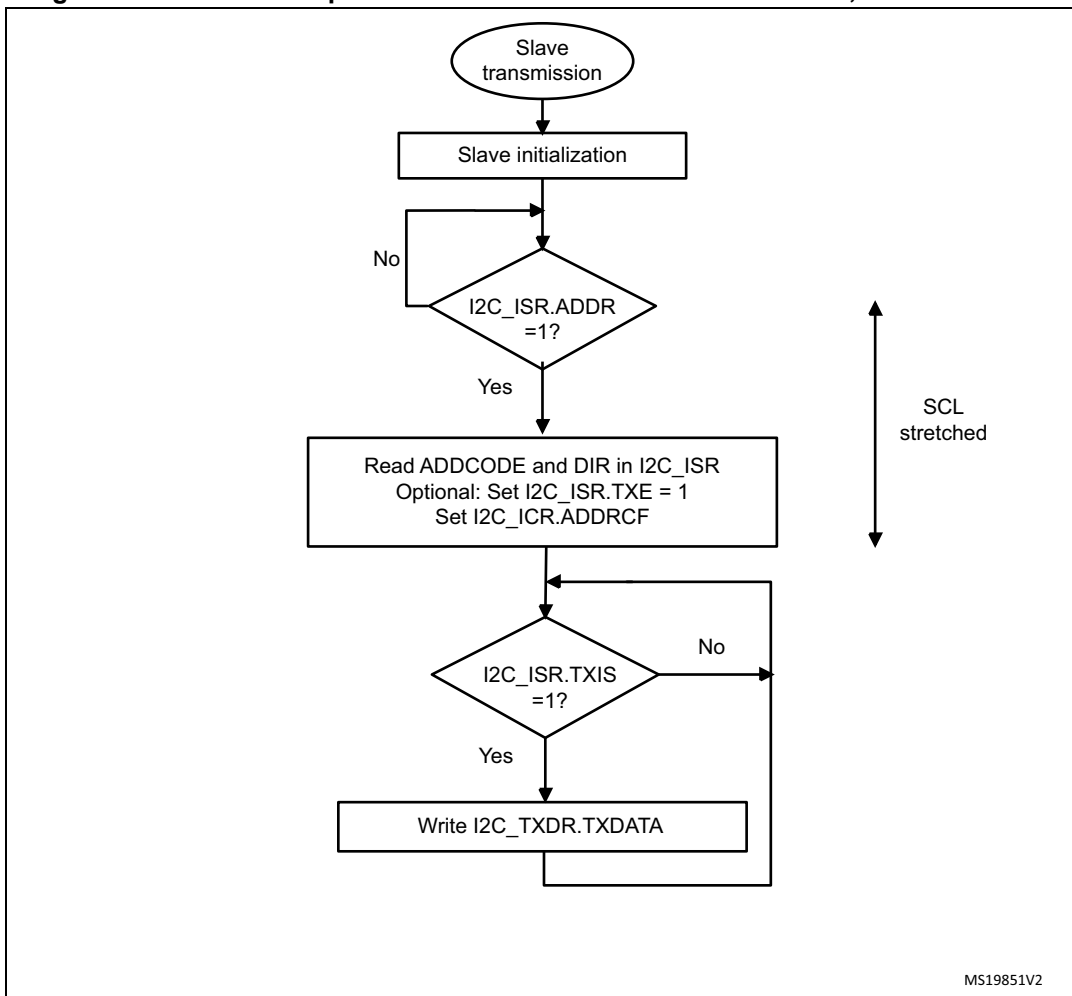 Slave
transmission
Slave initialization
No
I2C_ISR.ADDR
=1?
Yes
SCL
stretched
Read ADDCODE and DIR in I2C_ISR
Optional: Set I2C_ISR.TXE = 1
Set I2C_ICR.ADDRCF
No
I2C_ISR.TXIS
=1?
Yes
Write I2C_TXDR.TXDATA
MS19851V2